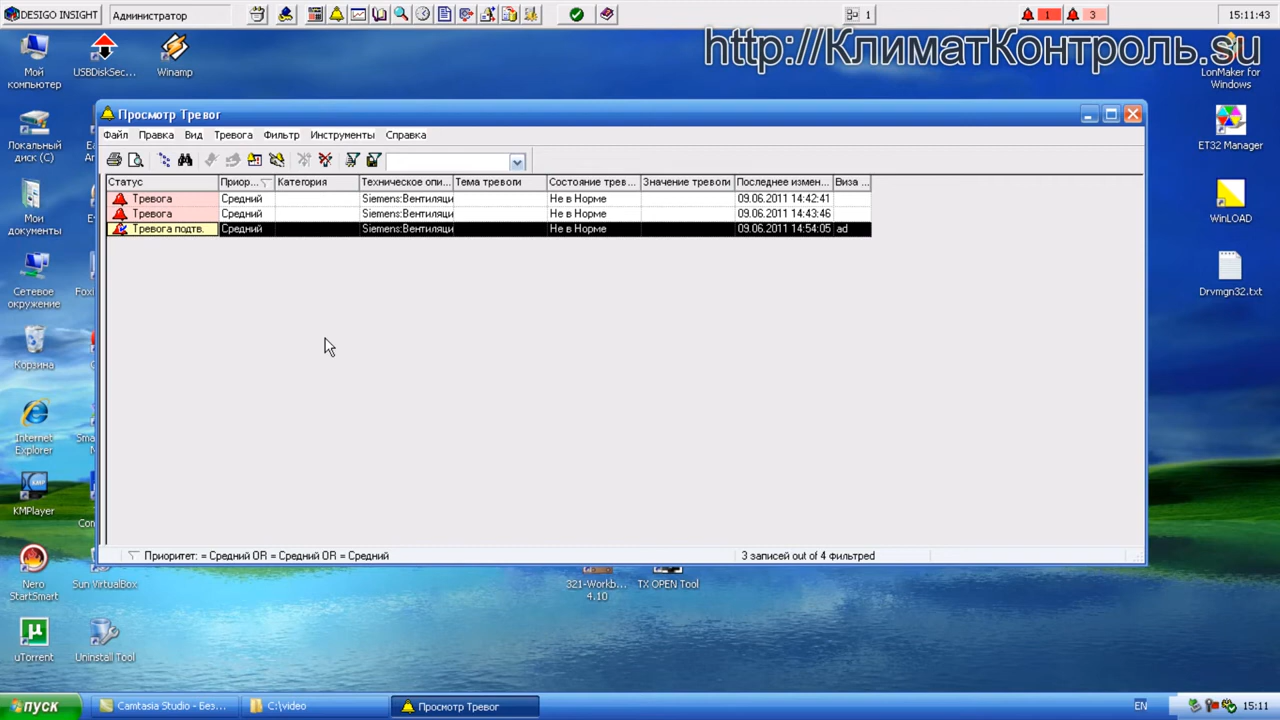 DESIGO INSIGHT
Администратор
1
1
3
15:11:43
http://КлиматКонтроль.su
Мой компьютер
USBDiskSec...
Winamp
LonMaker for Windows
Локальный диск (C)
ET32 Manager
Мои документы
WinLOAD
Сетевое окружение
Drvmgn32.txt
Корзина
Internet Explorer
KMPlayer
Nero StartSmart
Sun VirtualBox
321-Workb... 4.10
TX OPEN Tool
uTorrent
Uninstall Tool
Просмотр Тревог
Файл Правка Вид Тревога Фильтр Инструменты Справка
Статус Приор... Категория Техническое опи... Тема тревоги Состояние трев... Значение тревоги Последнее измен... Виза ...
Тревога Средний Siemens:Вентиляци Не в Норме 09.06.2011 14:42:41
Тревога Средний Siemens:Вентиляци Не в Норме 09.06.2011 14:43:46
Тревога подтв. Средний Siemens:Вентиляци Не в Норме 09.06.2011 14:54:05 ad
Приоритет: = Средний OR = Средний OR = Средний
3 записей out of 4 фильтред
пуск
Camtasia Studio - Без...
C:\video
Просмотр Тревог
EN
15:11